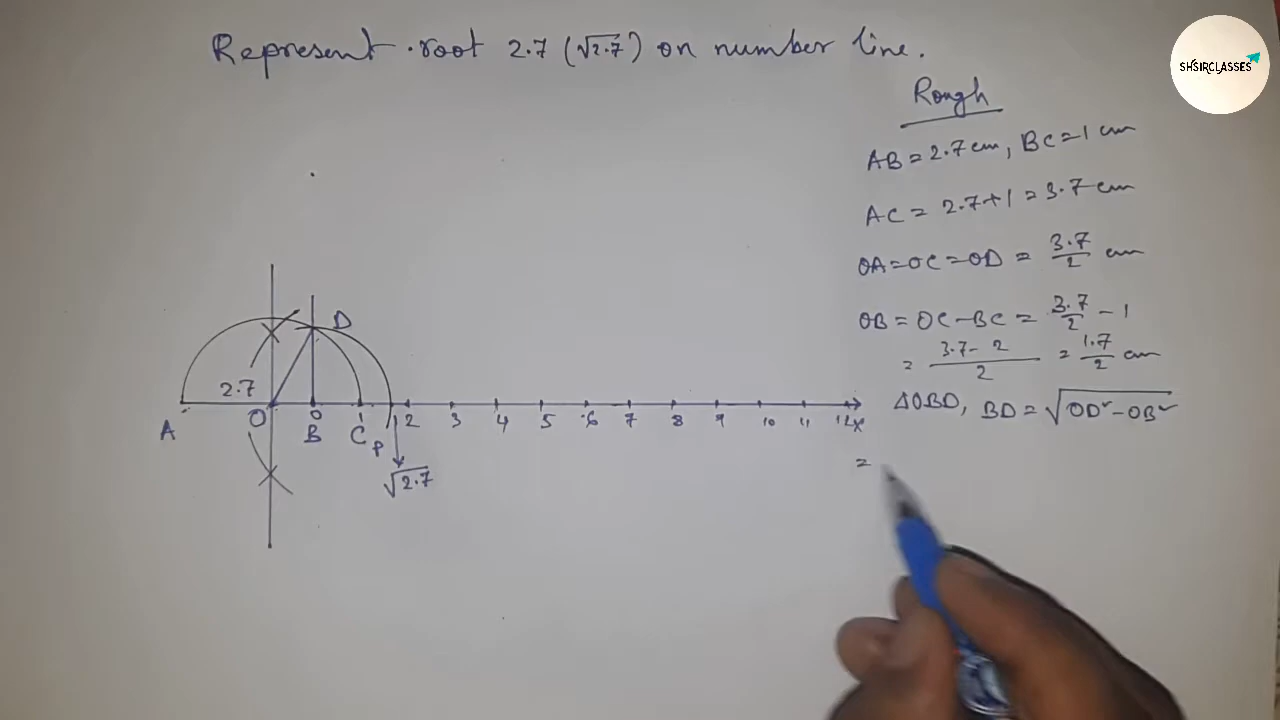 Represent root 2.7 (√2.7) on number line.
SHSIRCLASSES
Rough
AB = 2.7 cm, BC = 1 cm
AC = 2.7 + 1 = 3.7 cm
OA = OC = OD = 3.7/2 cm
OB = OC - BC = 3.7/2 - 1
= 3.7 - 2/2 = 1.7/2 cm
ΔOBD, BD = √OD² - OB²
=
D
2.7
A O 0 1 2 3 4 5 6 7 8 9 10 11 12 X
B C P
√2.7